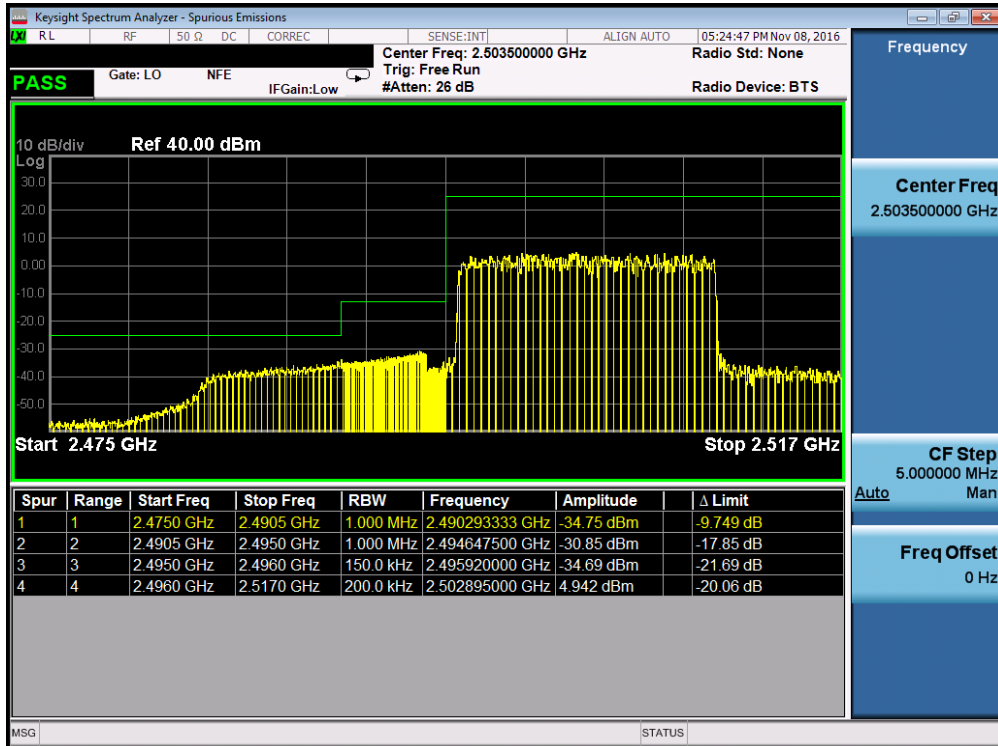 Keysight Spectrum Analyzer - Spurious Emissions
LXI RL RF 50 Ω DC CORREC SENSE:INT ALIGN AUTO 05:24:47 PM Nov 08, 2016
Center Freq: 2.503500000 GHz Radio Std: None
PASS Gate: LO NFE Trig: Free Run
IFGain:Low #Atten: 26 dB Radio Device: BTS
10 dB/div Ref 40.00 dBm
Log
30.0
20.0
10.0
0.00
-10.0
-20.0
-30.0
-40.0
-50.0
Start 2.475 GHz Stop 2.517 GHz
Spur Range Start Freq Stop Freq RBW Frequency Amplitude Δ Limit
1 1 2.4750 GHz 2.4905 GHz 1.000 MHz 2.490293333 GHz -34.75 dBm -9.749 dB
2 2 2.4905 GHz 2.4950 GHz 1.000 MHz 2.494647500 GHz -30.85 dBm -17.85 dB
3 3 2.4950 GHz 2.4960 GHz 150.0 kHz 2.495920000 GHz -34.69 dBm -21.69 dB
4 4 2.4960 GHz 2.5170 GHz 200.0 kHz 2.502895000 GHz 4.942 dBm -20.06 dB
MSG STATUS
Frequency
Center Freq
2.503500000 GHz
CF Step
5.000000 MHz
Auto Man
Freq Offset
0 Hz